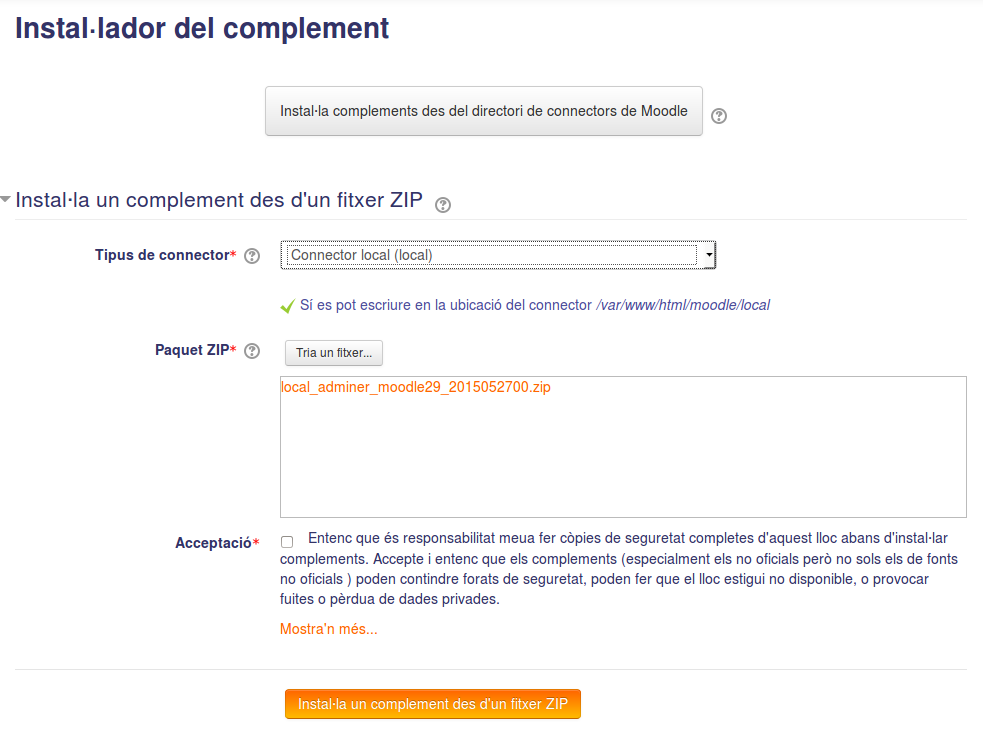 Instal·lador del complement
Instal·la complements des del directori de connectors de Moodle
Instal·la un complement des d'un fitxer ZIP
Tipus de connector*
Connector local (local)
Sí es pot escriure en la ubicació del connector /var/www/html/moodle/local
Paquet ZIP*
Tria un fitxer...
local_adminer_moodle29_2015052700.zip
Acceptació*
Entenc que és responsabilitat meua fer còpies de seguretat completes d'aquest lloc abans d'instal·lar
complements. Accepte i entenc que els complements (especialment els no oficials però no sols els de fonts
no oficials ) poden contindre forats de seguretat, poden fer que el lloc estigui no disponible, o provocar
fuites o pèrdua de dades privades.
Mostra'n més...
Instal·la un complement des d'un fitxer ZIP